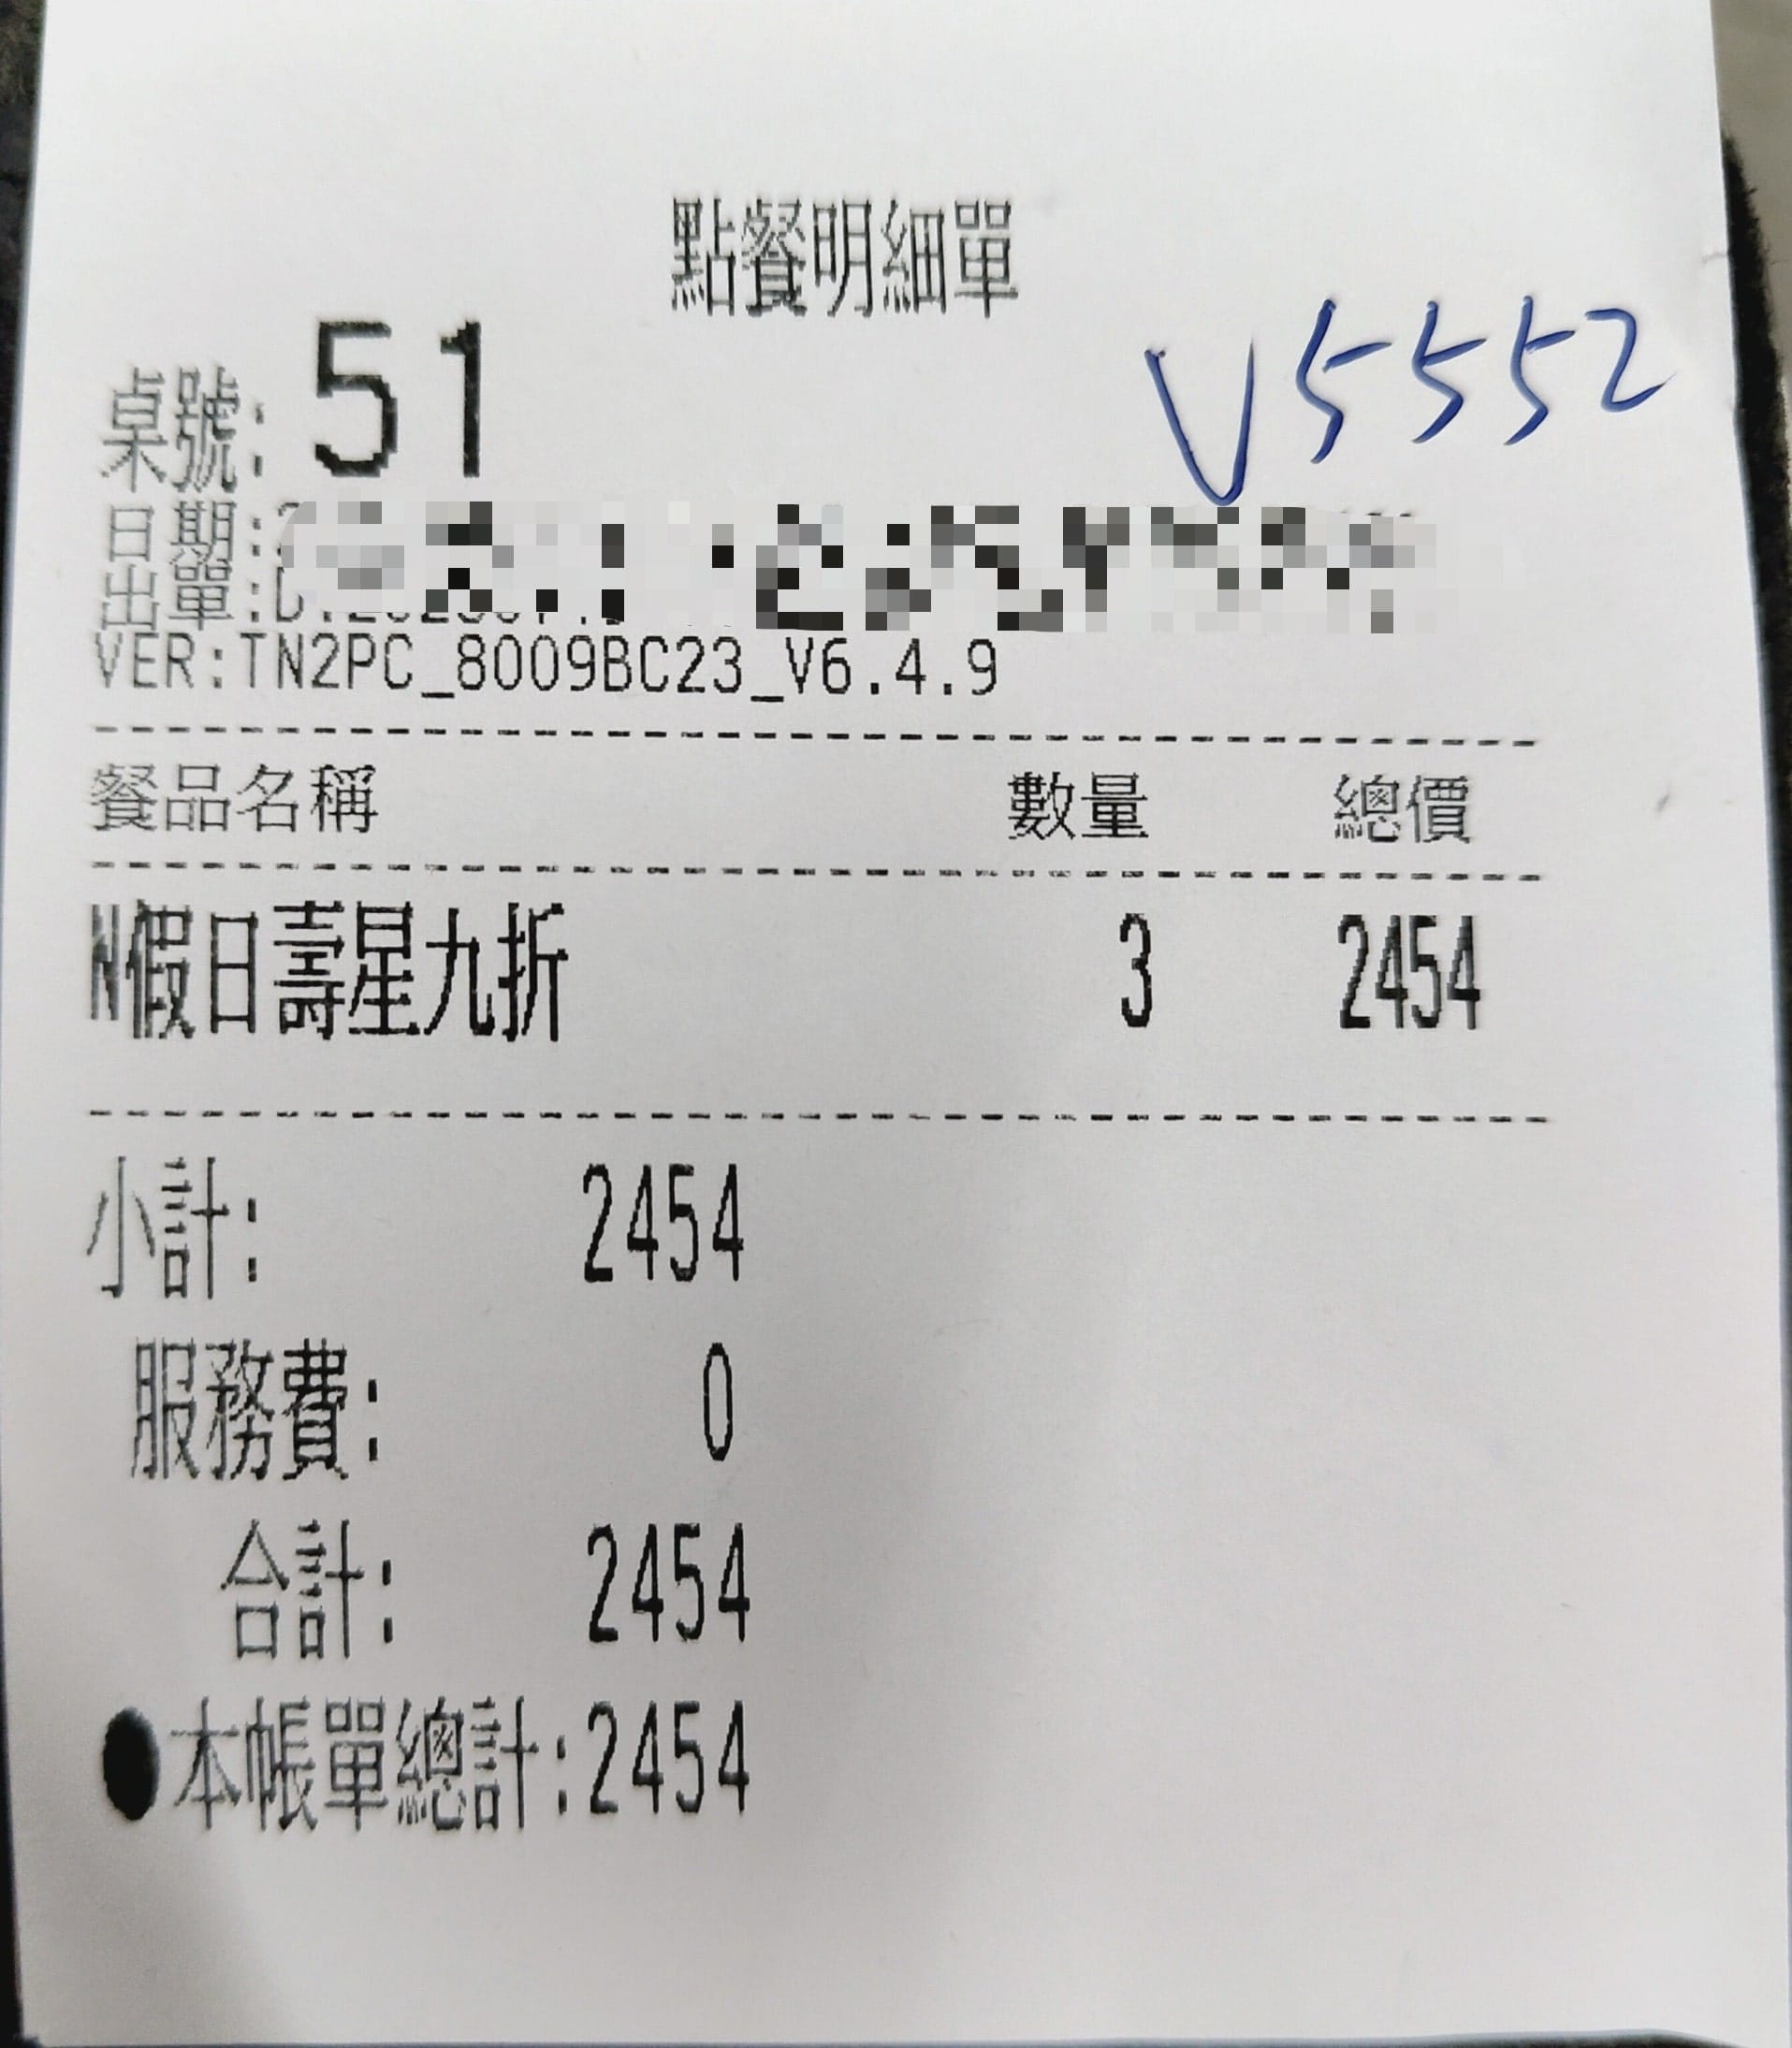 點餐明細單
桌號: 51
V5552
日期:
出單:
VER:TN2PC_8009BC23_V6.4.9
餐品名稱 數量 總價
N假日壽星九折 3 2454
小計: 2454
服務費: 0
合計: 2454
●本帳單總計:2454